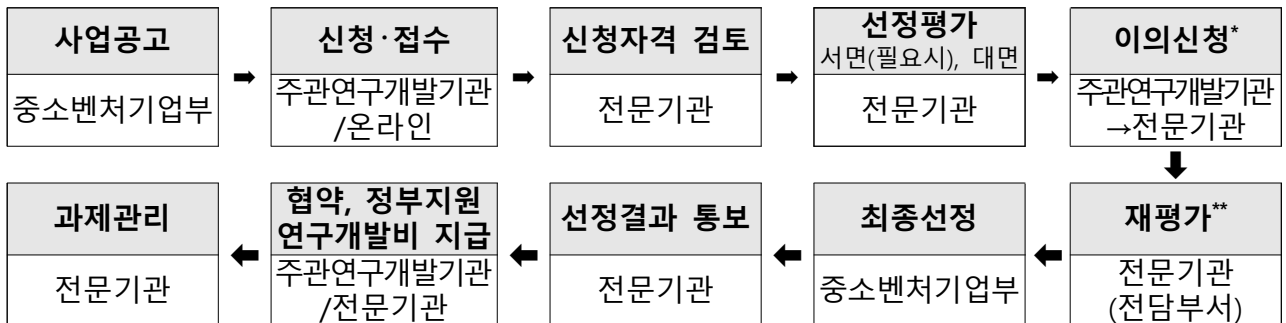 사업공고
중소벤처기업부
➡
신청·접수
주관연구개발기관
/온라인
➡
신청자격 검토
전문기관
➡
선정평가
서면(필요시), 대면
전문기관
➡
이의신청*
주관연구개발기관
→전문기관
⬇
재평가**
전문기관
(전담부서)
⬅
최종선정
중소벤처기업부
⬅
선정결과 통보
전문기관
⬅
협약, 정부지원
연구개발비 지급
주관연구개발기관
/전문기관
⬅
과제관리
전문기관